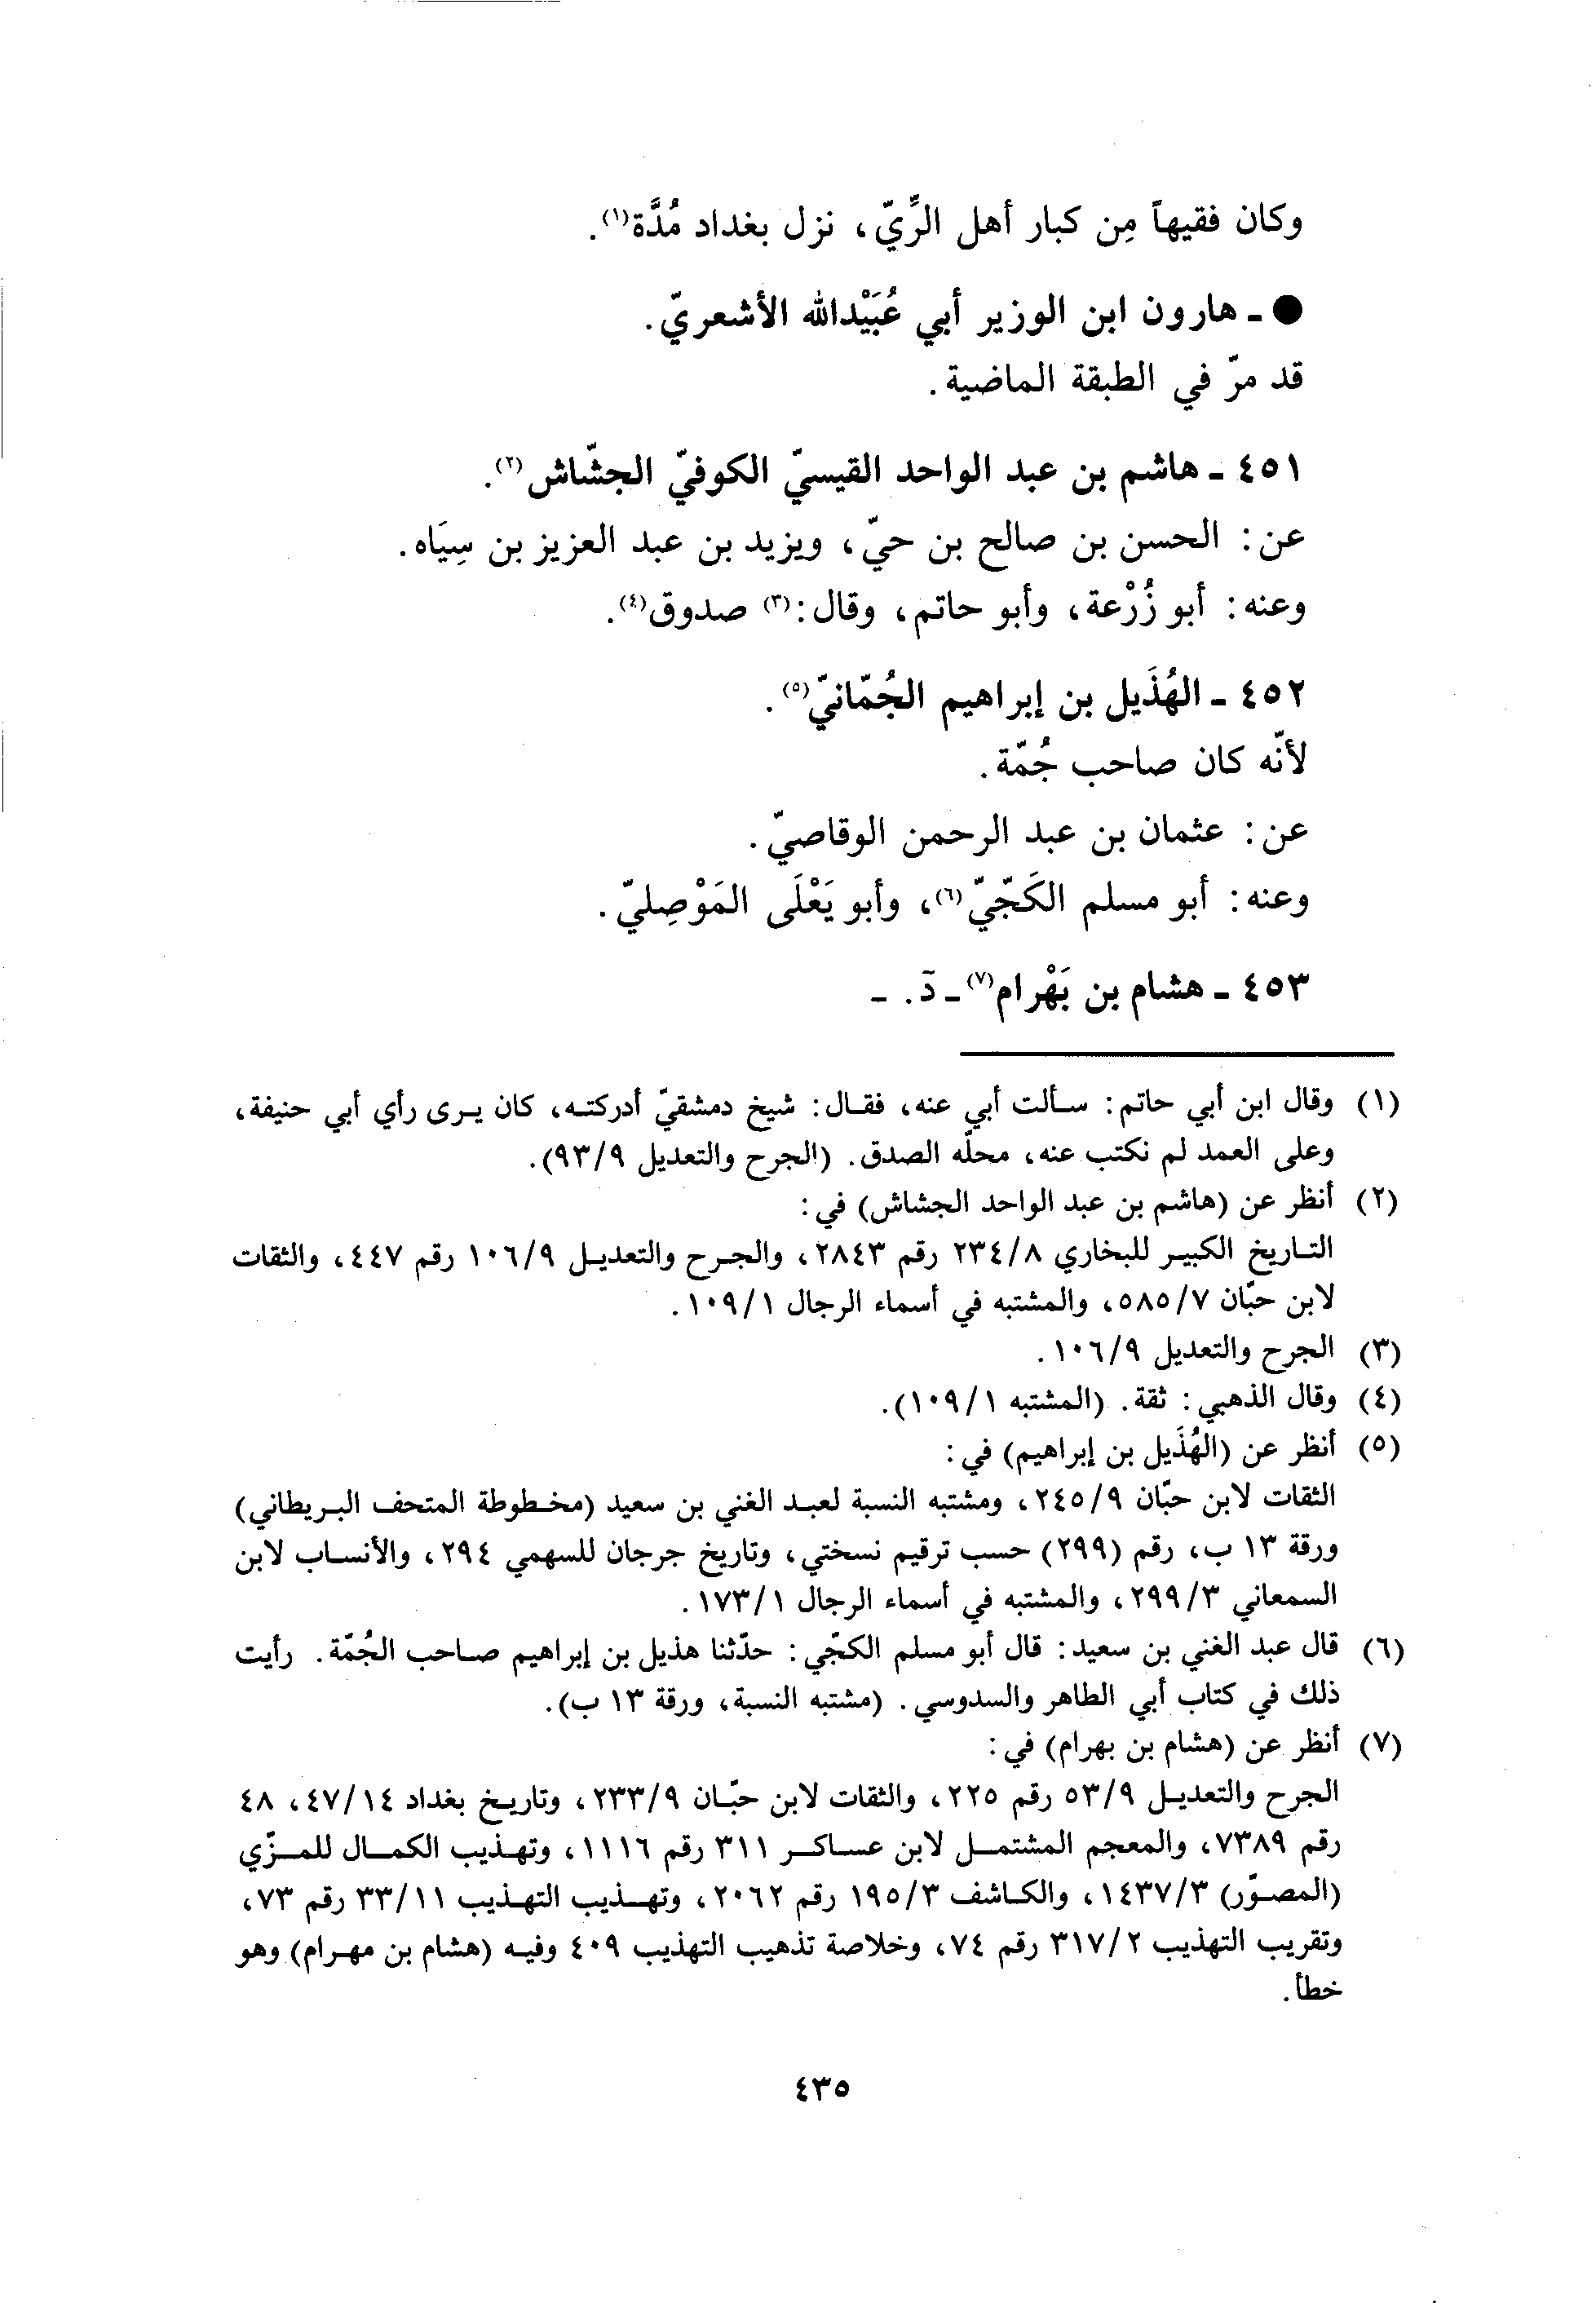 وكان فقيهاً مِن كبار أهل الرِّيّ، نزل بغداد مُدَّة(١).
● ـ هارون ابن الوزير أبي عُبَيْدالله الأشعريّ.
قد مرّ في الطبقة الماضية.
٤٥١ ـ هاشم بن عبد الواحد القيسيّ الكوفيّ الجشّاش(٢).
عن: الحسن بن صالح بن حيّ، ويزيد بن عبد العزيز بن سِيَاه.
وعنه: أبو زُرْعة، وأبو حاتم، وقال:(٣) صدوق(٤).
٤٥٢ ـ الهُذَيل بن إبراهيم الجُمّانيّ(٥).
لأنّه كان صاحب جُمّة.
عن: عثمان بن عبد الرحمن الوقاصيّ.
وعنه: أبو مسلم الكَجّيّ(٦)، وأبو يَعْلَى المَوْصِليّ.
٤٥٣ ـ هشام بن بَهْرام(٧) ـ دَ. ـ
(١) وقال ابن أبي حاتم: سألت أبي عنه، فقال: شيخ دمشقيّ أدركته، كان يرى رأي أبي حنيفة،
وعلى العمد لم نكتب عنه، محلّه الصدق. (الجرح والتعديل ٩٣/٩).
(٢) أنظر عن (هاشم بن عبد الواحد الجشاش) في:
التاريخ الكبير للبخاري ٢٣٤/٨ رقم ٢٨٤٣، والجرح والتعديل ١٠٦/٩ رقم ٤٤٧، والثقات
لابن حبّان ٥٨٥/٧، والمشتبه في أسماء الرجال ١٠٩/١.
(٣) الجرح والتعديل ١٠٦/٩.
(٤) وقال الذهبي: ثقة. (المشتبه ١٠٩/١).
(٥) أنظر عن (الهُذَيل بن إبراهيم) في:
الثقات لابن حبّان ٢٤٥/٩، ومشتبه النسبة لعبد الغني بن سعيد (مخطوطة المتحف البريطاني)
ورقة ١٣ ب، رقم (٢٩٩) حسب ترقيم نسختي، وتاريخ جرجان للسهمي ٢٩٤، والأنساب لابن
السمعاني ٢٩٩/٣، والمشتبه في أسماء الرجال ١٧٣/١.
(٦) قال عبد الغني بن سعيد: قال أبو مسلم الكجّي: حدّثنا هذيل بن إبراهيم صاحب الجُمّة. رأيت
ذلك في كتاب أبي الطاهر والسدوسي. (مشتبه النسبة، ورقة ١٣ ب).
(٧) أنظر عن (هشام بن بهرام) في:
الجرح والتعديل ٥٣/٩ رقم ٢٢٥، والثقات لابن حبّان ٢٣٣/٩، وتاريخ بغداد ٤٧/١٤، ٤٨
رقم ٧٣٨٩، والمعجم المشتمل لابن عساكر ٣١١ رقم ١١١٦، وتهذيب الكمال للمزّي
(المصوّر) ١٤٣٧/٣، والكاشف ١٩٥/٣ رقم ٢٠٦٢، وتهذيب التهذيب ٣٣/١١ رقم ٧٣،
وتقريب التهذيب ٣١٧/٢ رقم ٧٤، وخلاصة تذهيب التهذيب ٤٠٩ وفيه (هشام بن مهرام) وهو
خطأ.
٤٣٥